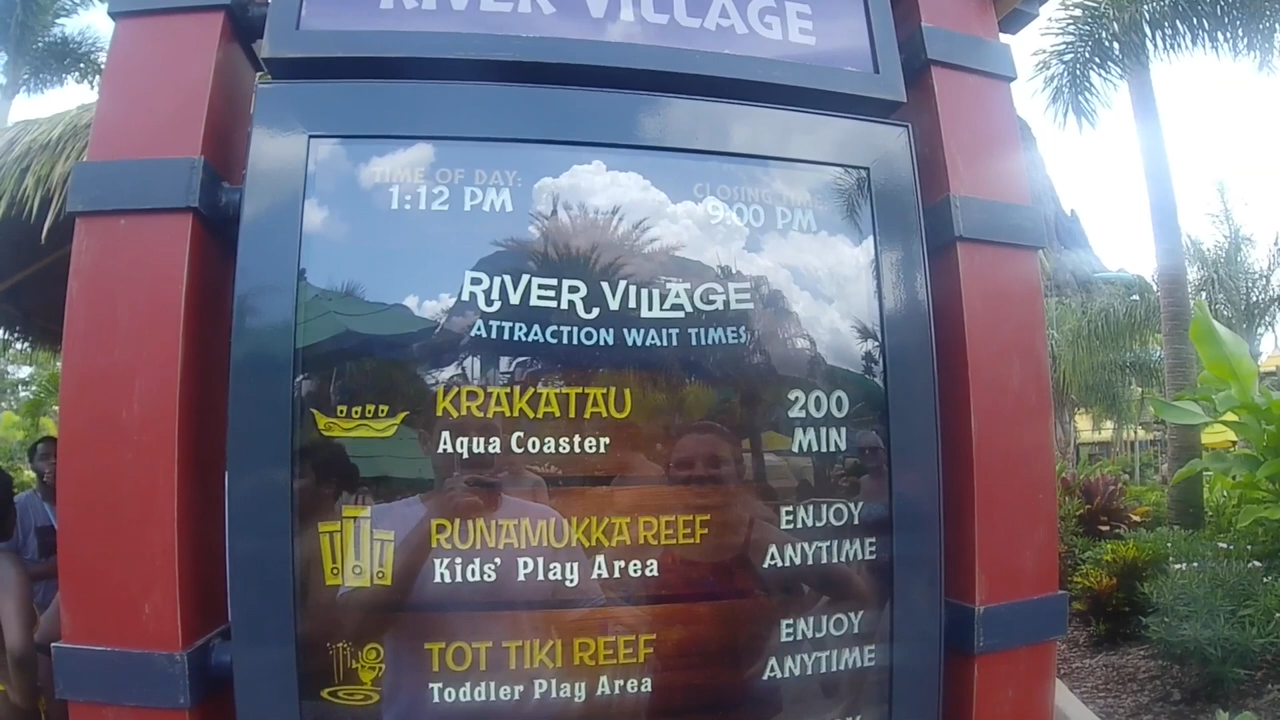 RIVER VILLAGE
TIME OF DAY:
1:12 PM
CLOSING TIME:
9:00 PM
RIVER VILLAGE
ATTRACTION WAIT TIMES
KRAKATAU
Aqua Coaster
200
MIN
RUNAMUKKA REEF
Kids' Play Area
ENJOY
ANYTIME
TOT TIKI REEF
Toddler Play Area
ENJOY
ANYTIME